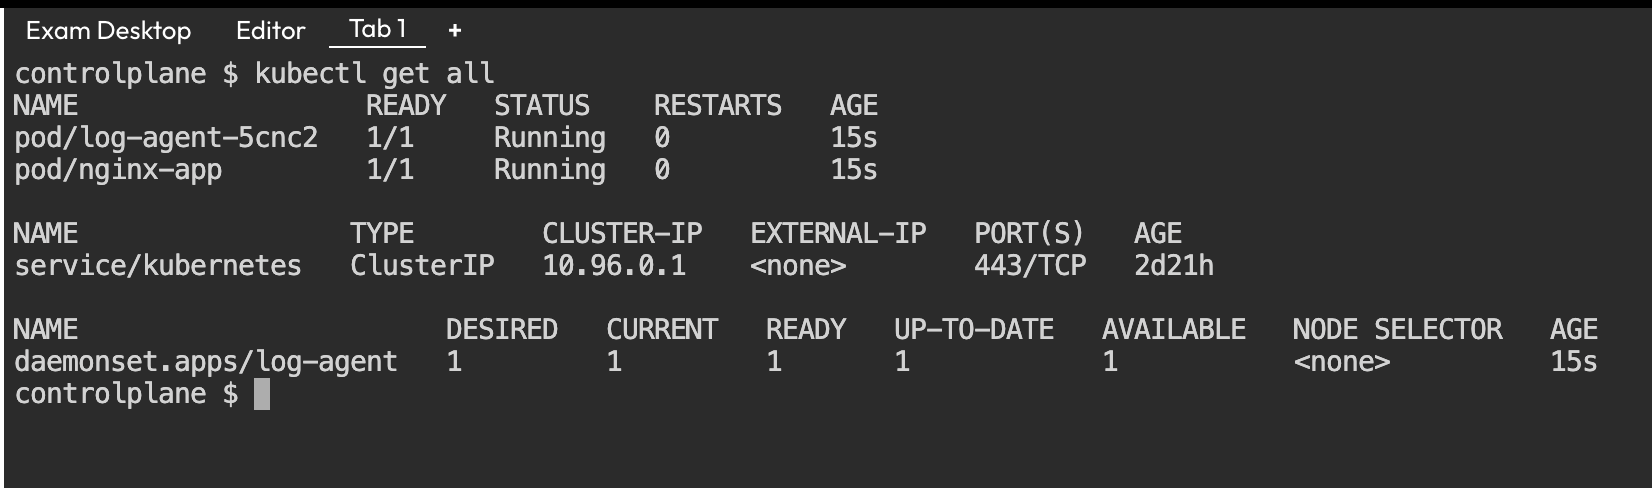 Exam Desktop Editor Tab 1 +
controlplane $ kubectl get all
NAME READY STATUS RESTARTS AGE
pod/log-agent-5cnc2 1/1 Running 0 15s
pod/nginx-app 1/1 Running 0 15s
NAME TYPE CLUSTER-IP EXTERNAL-IP PORT(S) AGE
service/kubernetes ClusterIP 10.96.0.1 <none> 443/TCP 2d21h
NAME DESIRED CURRENT READY UP-TO-DATE AVAILABLE NODE SELECTOR AGE
daemonset.apps/log-agent 1 1 1 1 1 <none> 15s
controlplane $